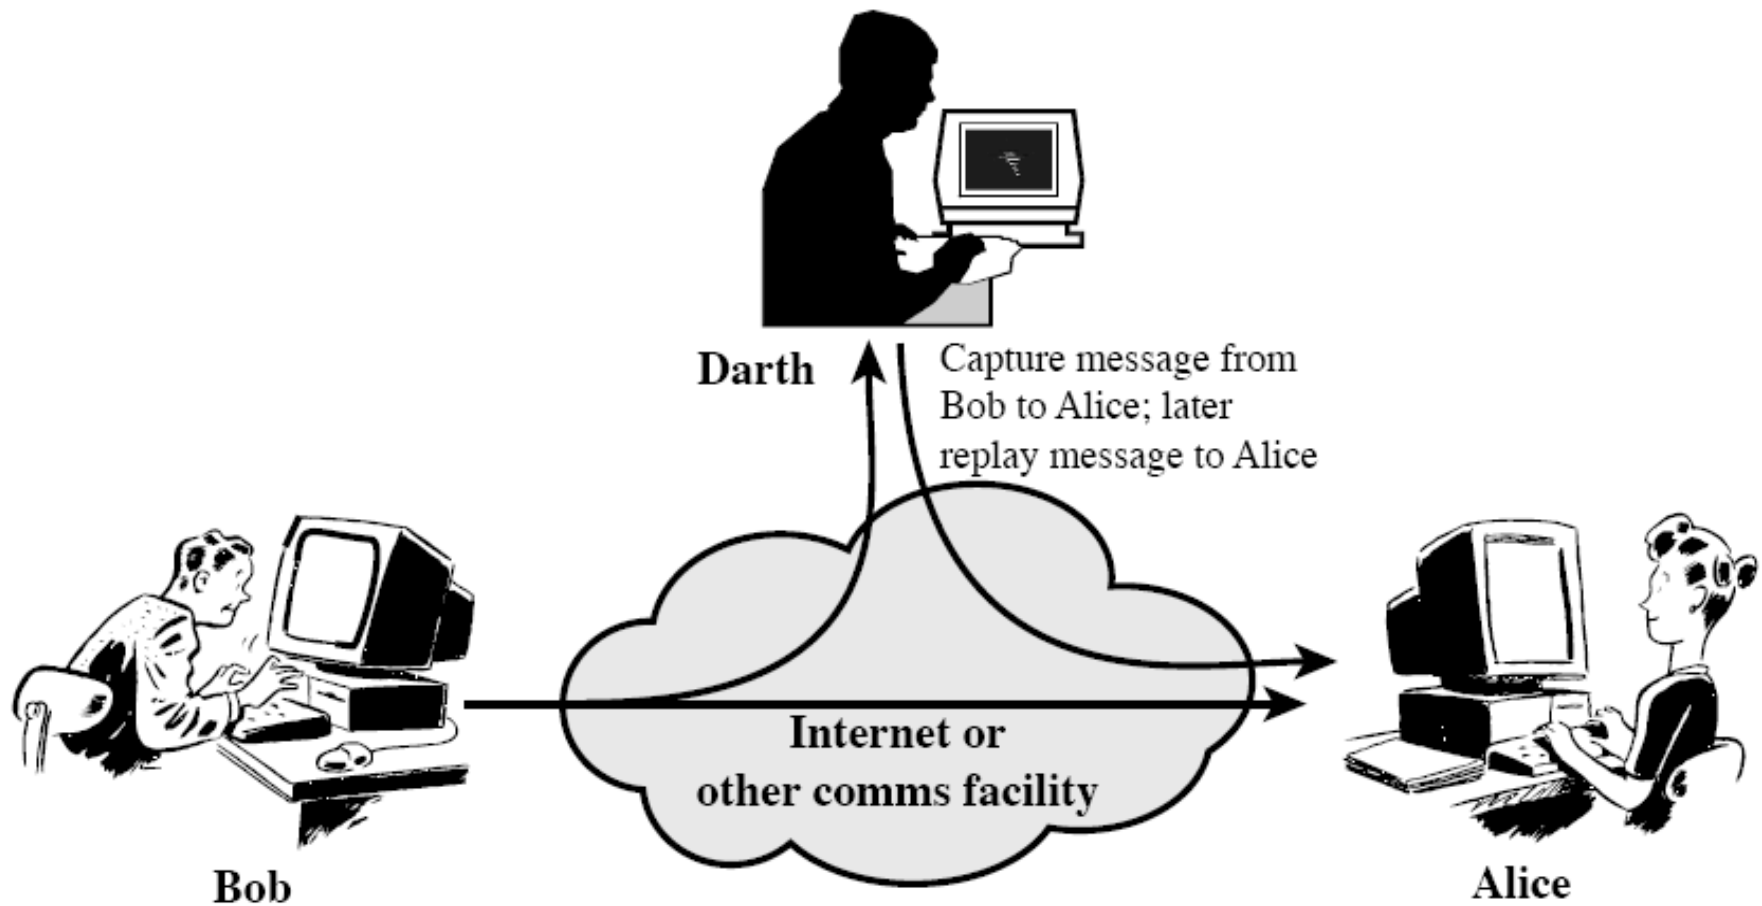 Darth
Capture message from
Bob to Alice; later
replay message to Alice
Internet or
other comms facility
Bob
Alice